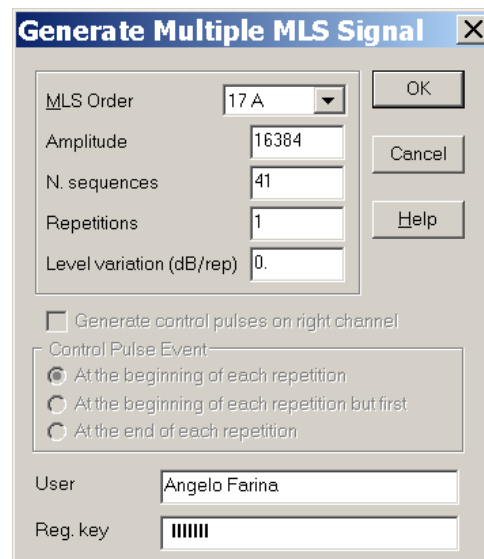 Generate Multiple MLS Signal
MLS Order 17 A
Amplitude 16384
N. sequences 41
Repetitions 1
Level variation (dB/rep) 0.
OK
Cancel
Help
Generate control pulses on right channel
Control Pulse Event
At the beginning of each repetition
At the beginning of each repetition but first
At the end of each repetition
User Angelo Farina
Reg. key